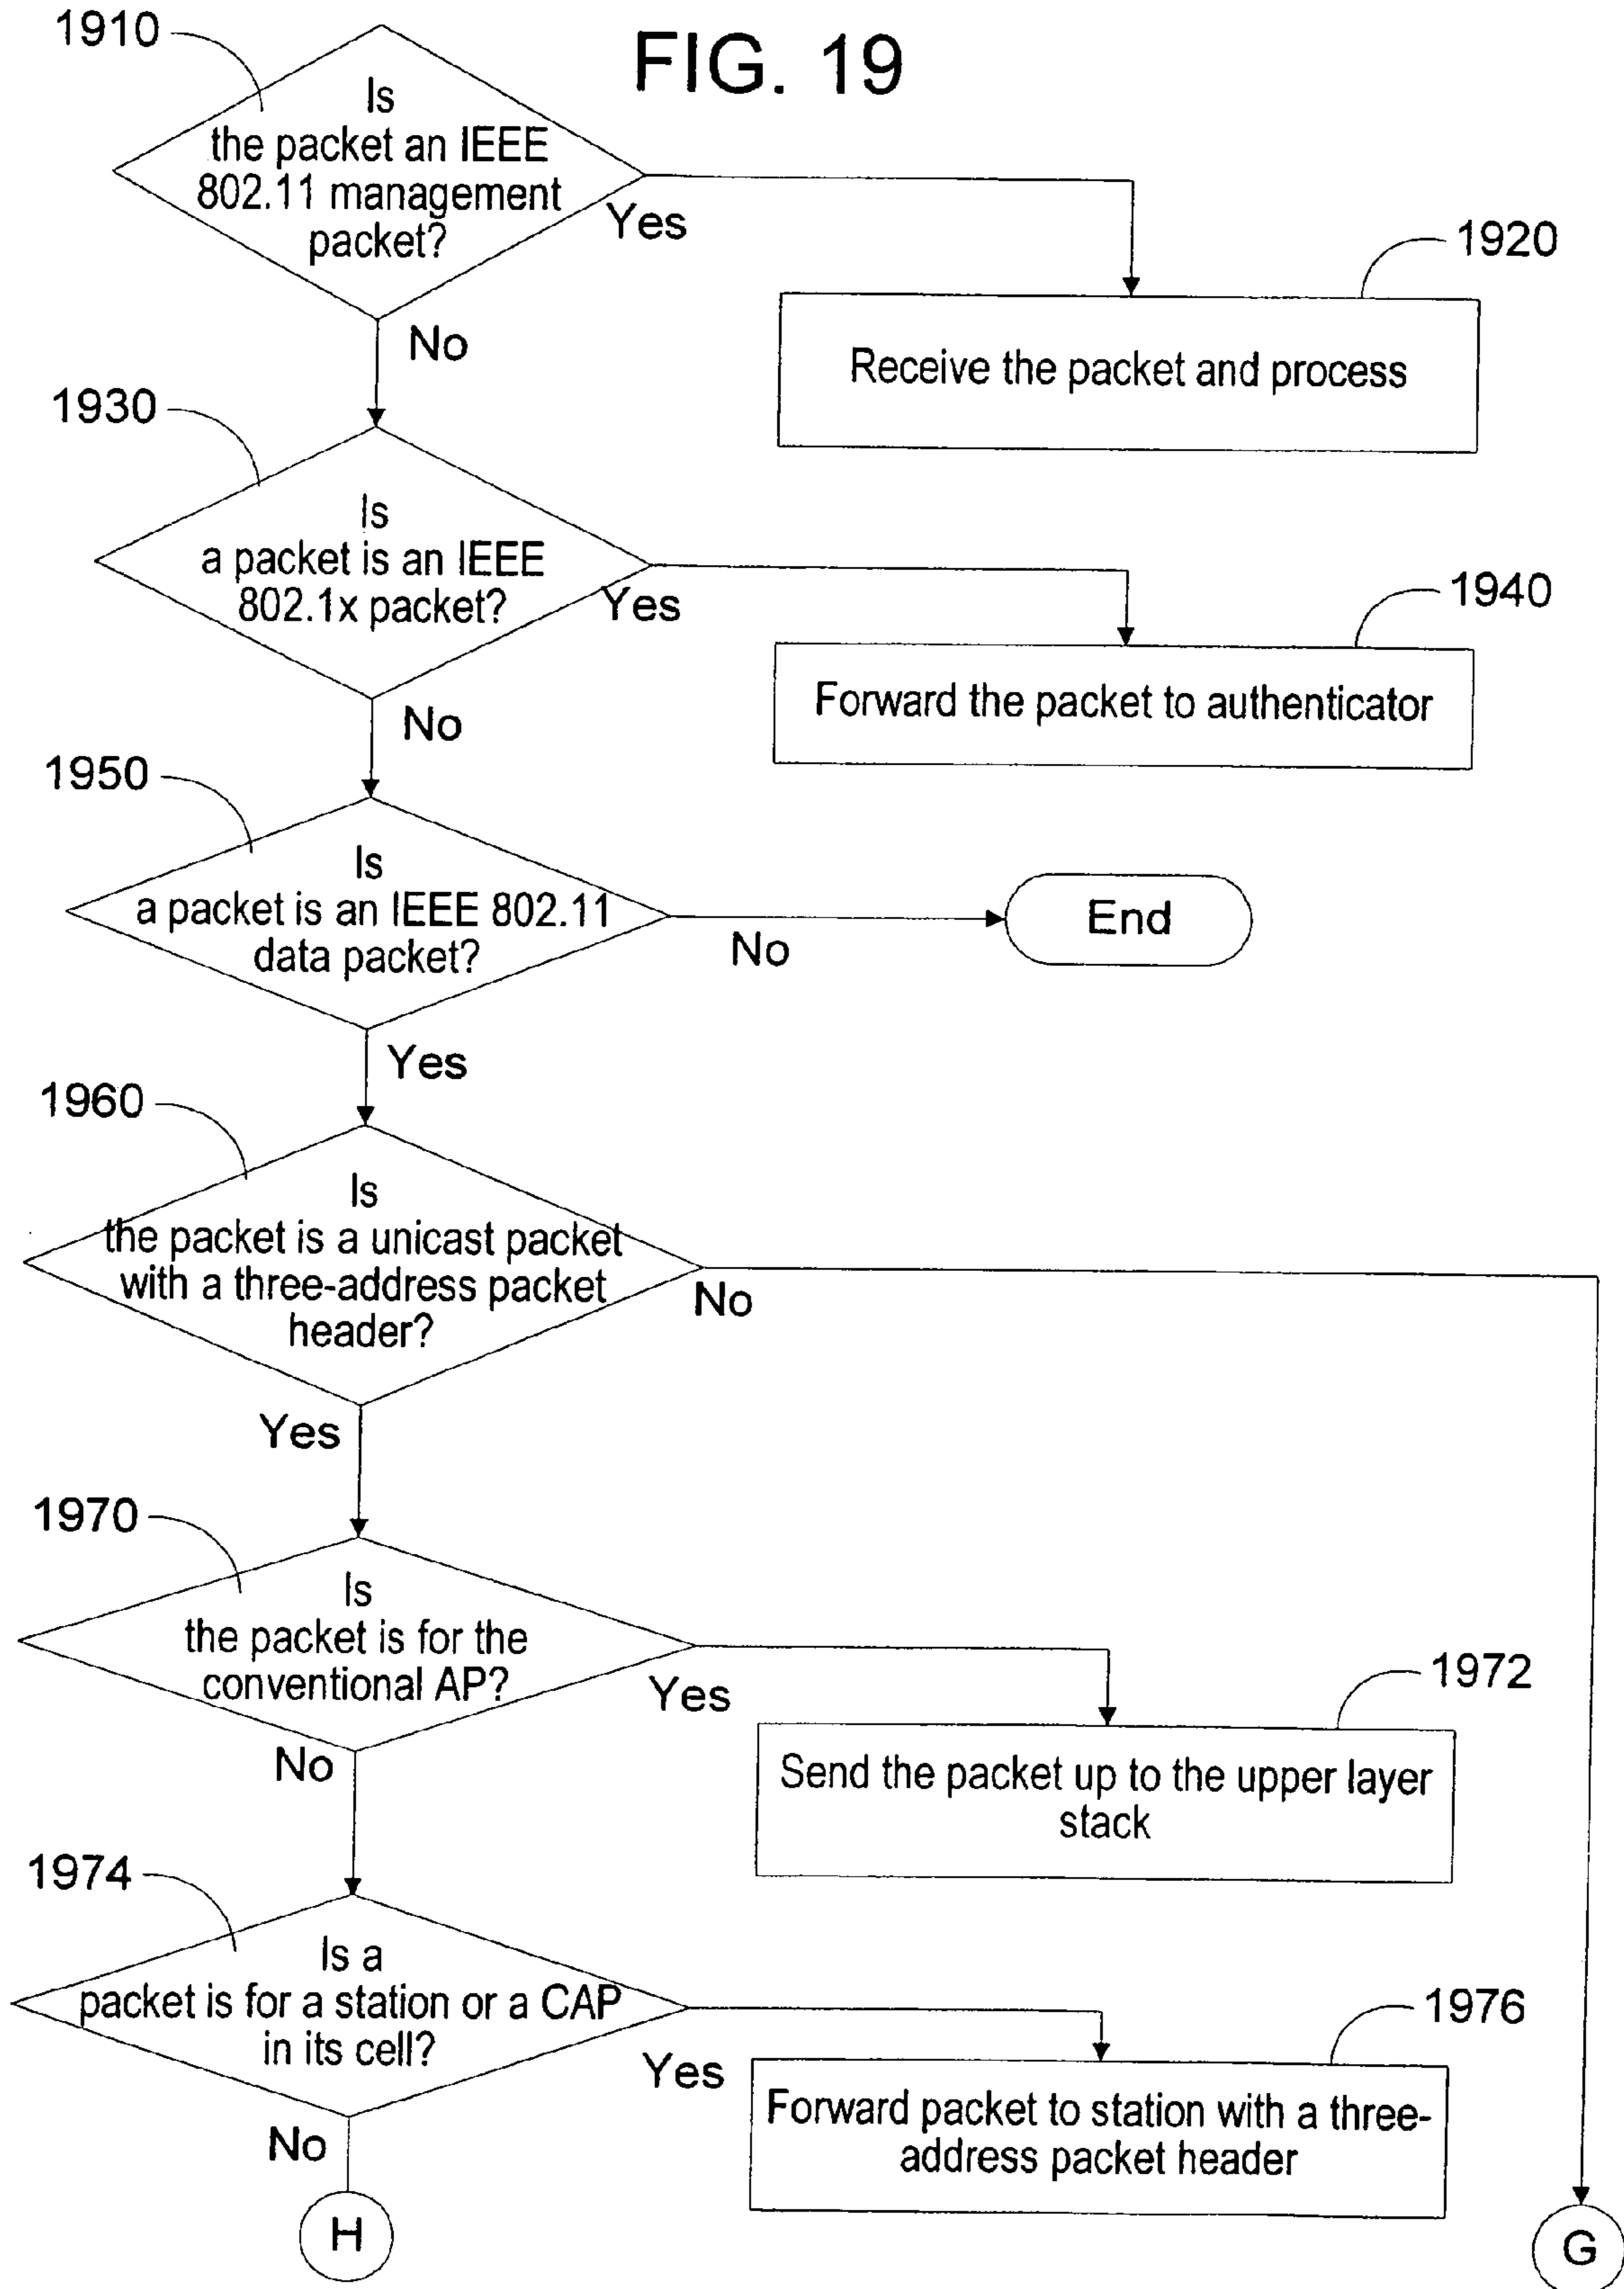 FIG. 19
1910
Is
the packet an IEEE
802.11 management
packet?
Yes
1920
Receive the packet and process
No
1930
Is
a packet is an IEEE
802.1x packet?
Yes
1940
Forward the packet to authenticator
No
1950
Is
a packet is an IEEE 802.11
data packet?
No
End
Yes
1960
Is
the packet is a unicast packet
with a three-address packet
header?
No
Yes
1970
Is
the packet is for the
conventional AP?
Yes
1972
Send the packet up to the upper layer
stack
No
1974
Is a
packet is for a station or a CAP
in its cell?
Yes
1976
Forward packet to station with a three-
address packet header
No
H
G